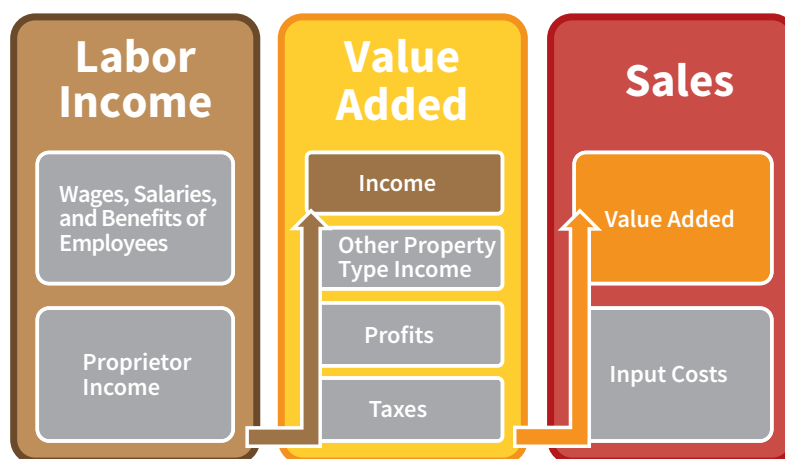 Labor
Income
Wages, Salaries,
and Benefits of
Employees
Proprietor
Income
Value
Added
Income
Other Property
Type Income
Profits
Taxes
Sales
Value Added
Input Costs